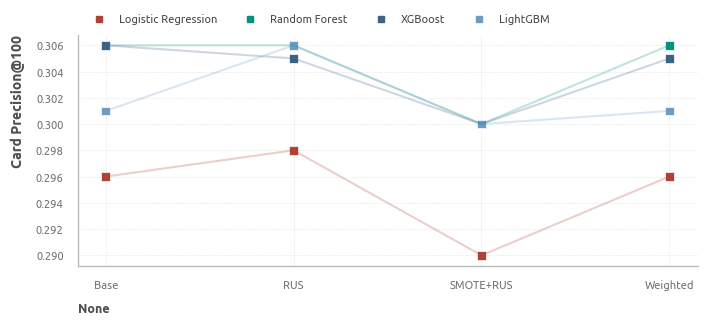 Logistic Regression Random Forest XGBoost LightGBM
Card Precision@100
0.306
0.304
0.302
0.300
0.298
0.296
0.294
0.292
0.290
Base RUS SMOTE+RUS Weighted
None